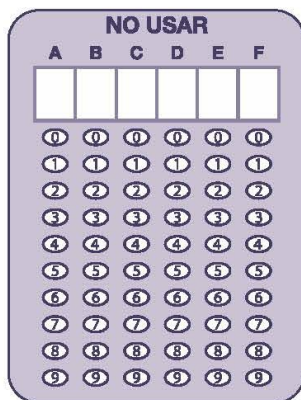 NO USAR
A B C D E F
0 0 0 0 0 0
1 1 1 1 1 1
2 2 2 2 2 2
3 3 3 3 3 3
4 4 4 4 4 4
5 5 5 5 5 5
6 6 6 6 6 6
7 7 7 7 7 7
8 8 8 8 8 8
9 9 9 9 9 9